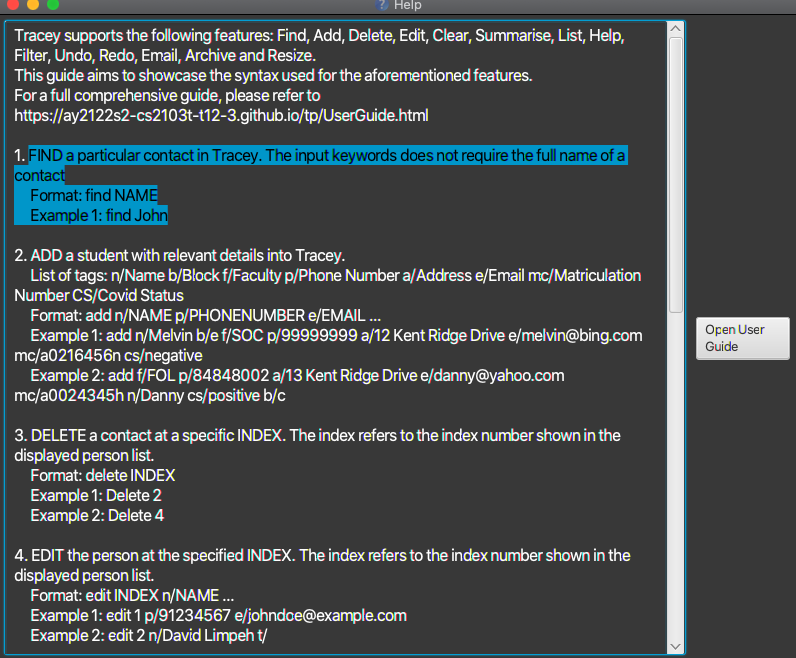 Help
Tracey supports the following features: Find, Add, Delete, Edit, Clear, Summarise, List, Help,
Filter, Undo, Redo, Email, Archive and Resize.
This guide aims to showcase the syntax used for the aforementioned features.
For a full comprehensive guide, please refer to
https://ay2122s2-cs2103t-t12-3.github.io/tp/UserGuide.html
1. FIND a particular contact in Tracey. The input keywords does not require the full name of a
contact
Format: find NAME
Example 1: find John
2. ADD a student with relevant details into Tracey.
List of tags: n/Name b/Block f/Faculty p/Phone Number a/Address e/Email mc/Matriculation
Number CS/Covid Status
Format: add n/NAME p/PHONENUMBER e/EMAIL ...
Example 1: add n/Melvin b/e f/SOC p/99999999 a/12 Kent Ridge Drive e/melvin@bing.com
mc/a0216456n cs/negative
Example 2: add f/FOL p/84848002 a/13 Kent Ridge Drive e/danny@yahoo.com
mc/a0024345h n/Danny cs/positive b/c
3. DELETE a contact at a specific INDEX. The index refers to the index number shown in the
displayed person list.
Format: delete INDEX
Example 1: Delete 2
Example 2: Delete 4
4. EDIT the person at the specified INDEX. The index refers to the index number shown in the
displayed person list.
Format: edit INDEX n/NAME ...
Example 1: edit 1 p/91234567 e/johndoe@example.com
Example 2: edit 2 n/David Limpeh t/
Open User
Guide